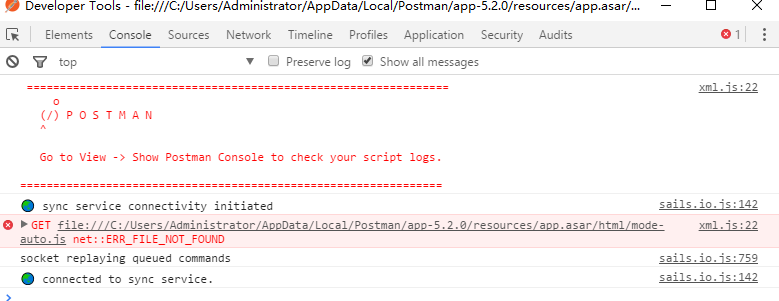 Developer Tools - file:///C:/Users/Administrator/AppData/Local/Postman/app-5.2.0/resources/app.asar/...
Elements Console Sources Network Timeline Profiles Application Security Audits 1
top Preserve log Show all messages
================================================================ xml.js:22
o
(/) P O S T M A N
^
Go to View -> Show Postman Console to check your script logs.
================================================================
sync service connectivity initiated sails.io.js:142
GET file:///C:/Users/Administrator/AppData/Local/Postman/app-5.2.0/resources/app.asar/html/mode- xml.js:22
auto.js net::ERR_FILE_NOT_FOUND
socket replaying queued commands sails.io.js:759
connected to sync service. sails.io.js:142
>